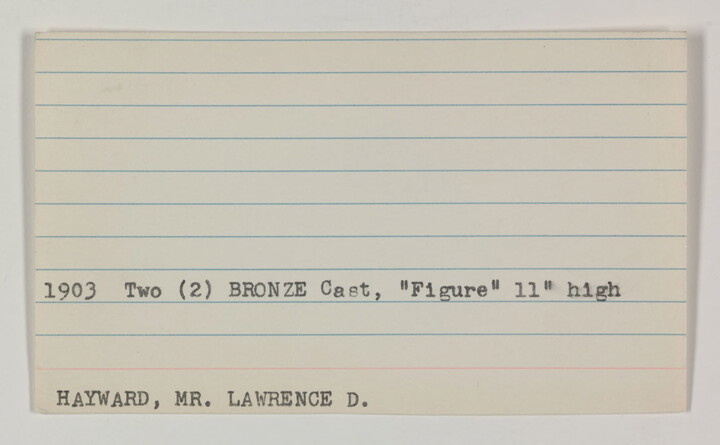 1903 Two (2) BRONZE Cast, "Figure" 11" high
HAYWARD, MR. LAWRENCE D.